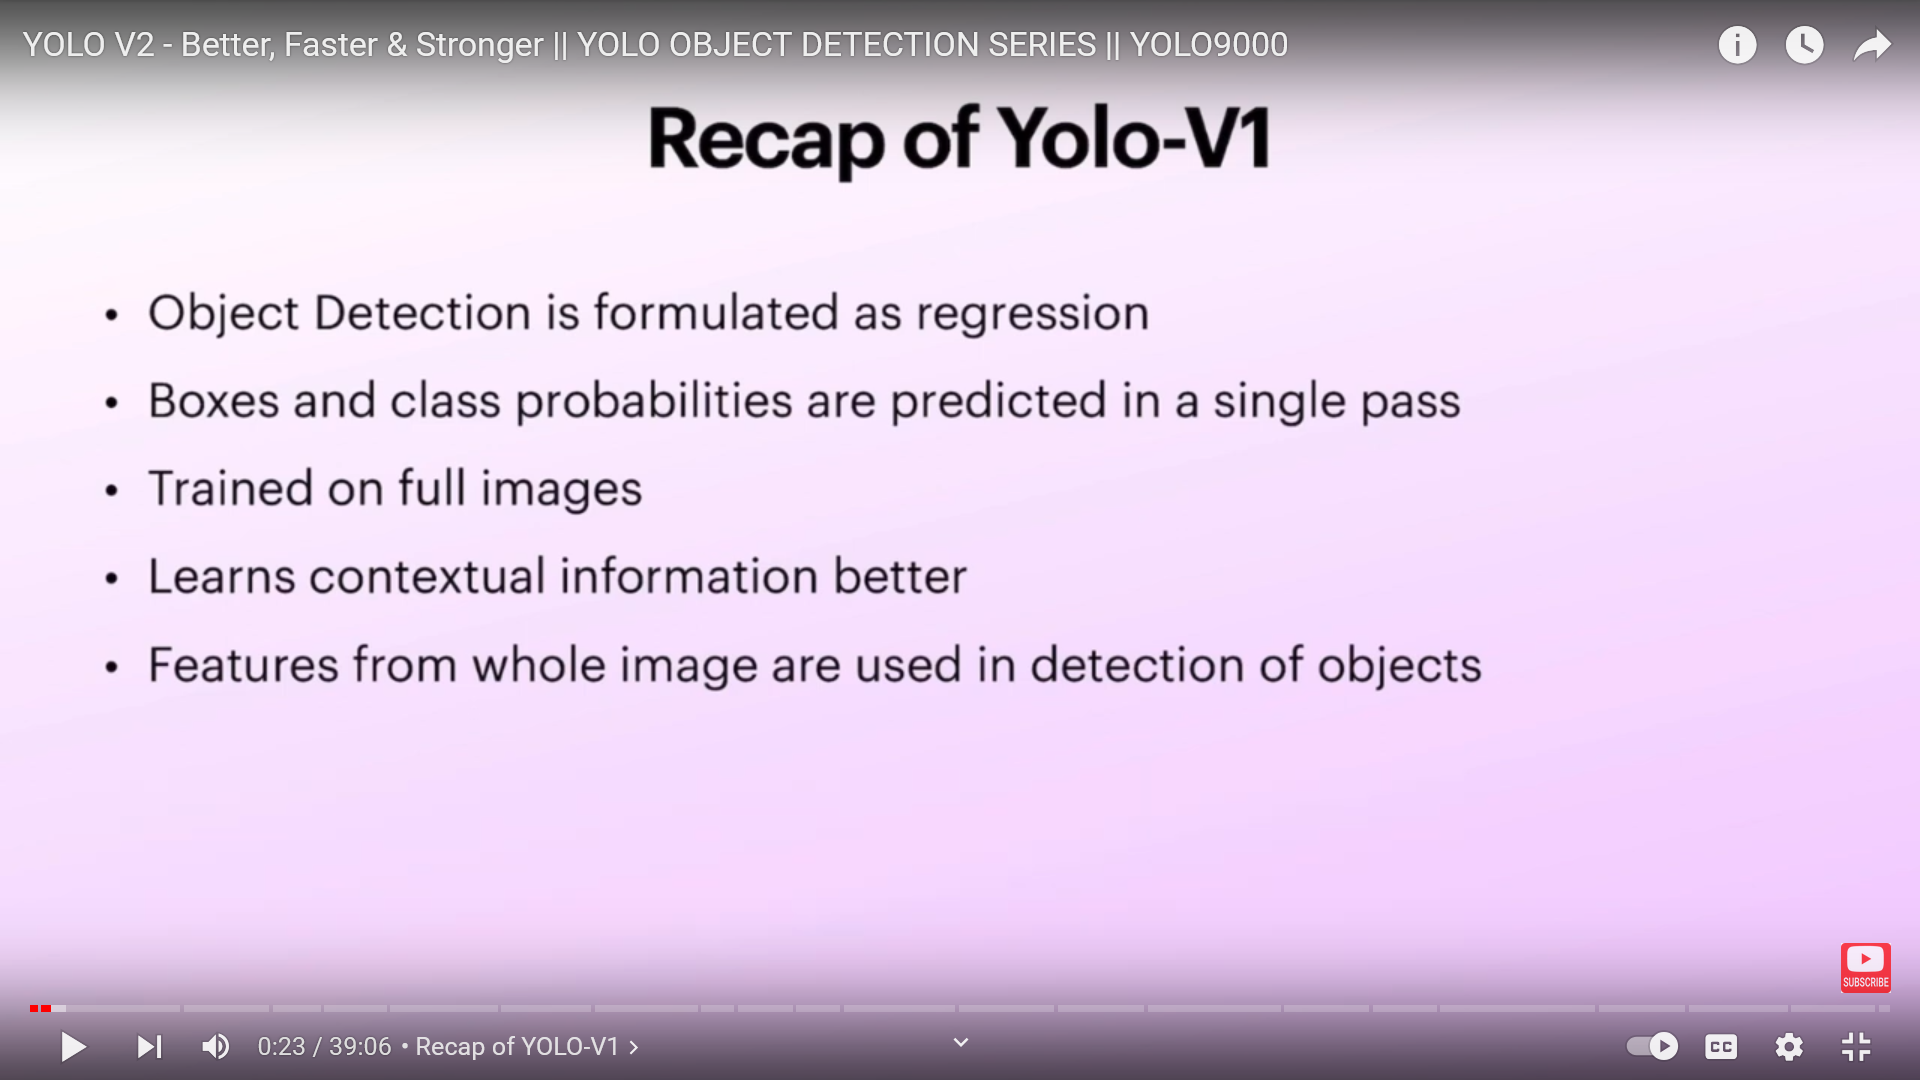 YOLO V2 - Better, Faster & Stronger || YOLO OBJECT DETECTION SERIES || YOLO9000
Recap of Yolo-V1
• Object Detection is formulated as regression
• Boxes and class probabilities are predicted in a single pass
• Trained on full images
• Learns contextual information better
• Features from whole image are used in detection of objects
SUBSCRIBE
0:23 / 39:06 • Recap of YOLO-V1
CC